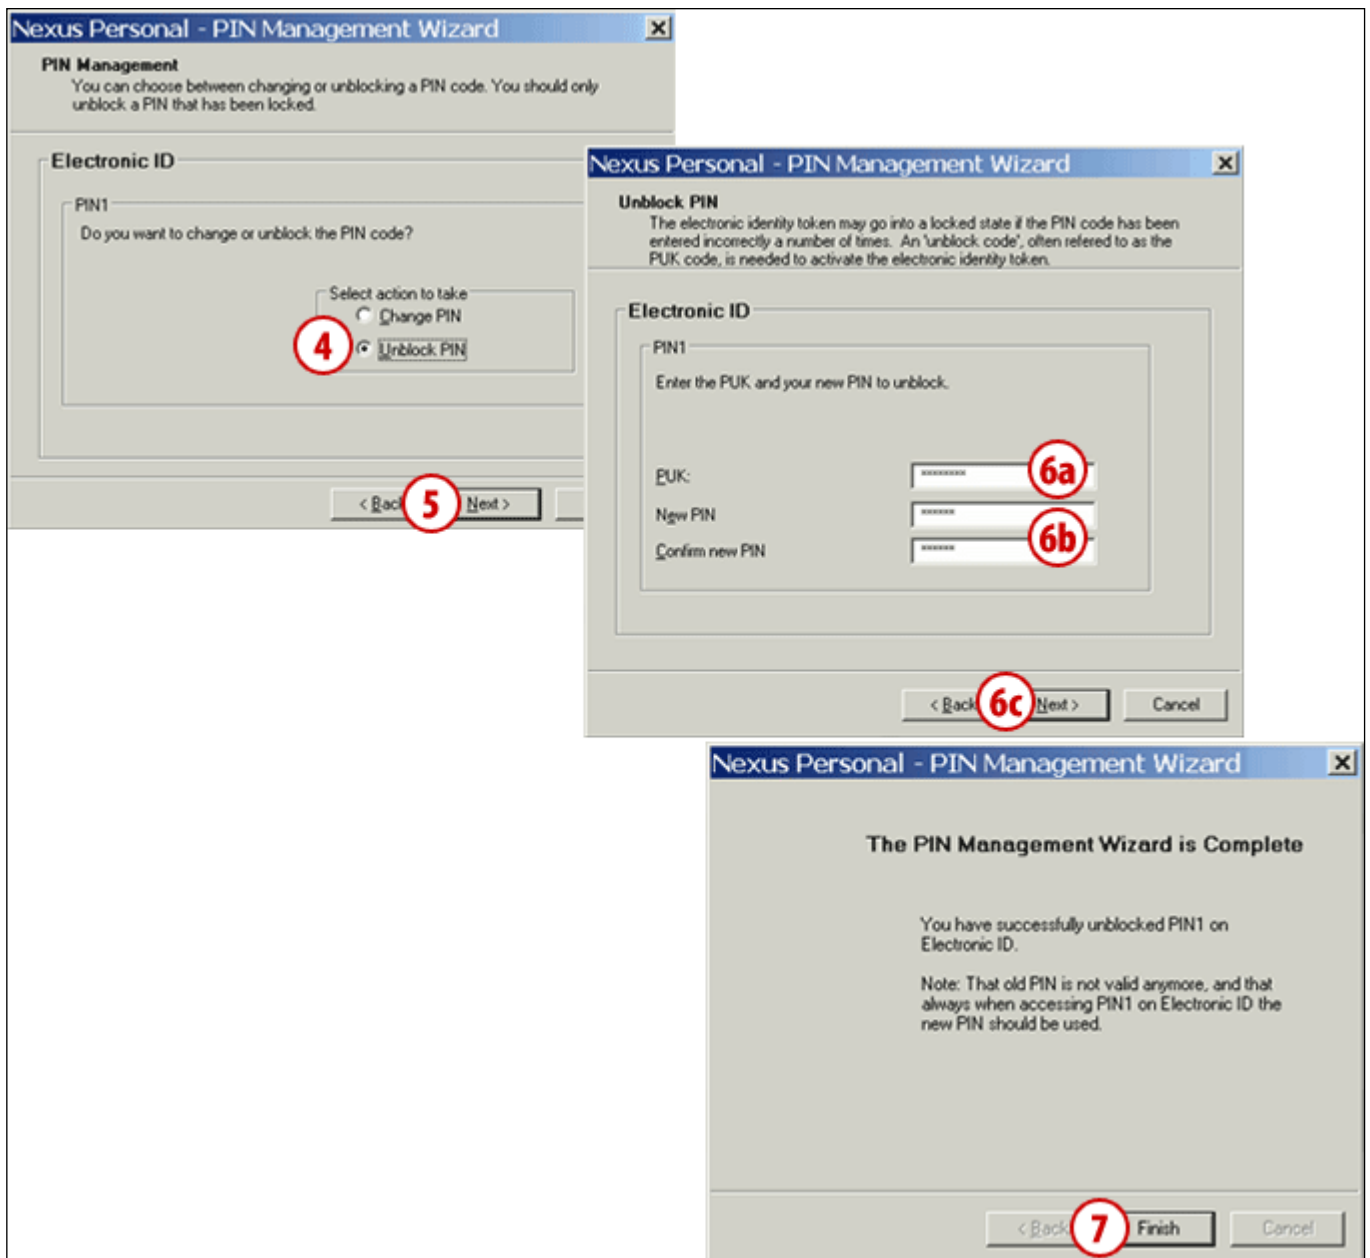 Nexus Personal - PIN Management Wizard
PIN Management
You can choose between changing or unblocking a PIN code. You should only
unblock a PIN that has been locked.
Electronic ID
PIN1
Do you want to change or unblock the PIN code?
Select action to take
Change PIN
4
Unblock PIN
< Back
5
Next >
Nexus Personal - PIN Management Wizard
Unblock PIN
The electronic identity token may go into a locked state if the PIN code has been
entered incorrectly a number of times. An 'unblock code', often refered to as the
PUK code, is needed to activate the electronic identity token.
Electronic ID
PIN1
Enter the PUK and your new PIN to unblock.
PUK:
********
6a
New PIN
******
6b
Confirm new PIN
******
< Back
6c
Next >
Cancel
Nexus Personal - PIN Management Wizard
The PIN Management Wizard is Complete
You have successfully unblocked PIN1 on
Electronic ID.
Note: That old PIN is not valid anymore, and that
always when accessing PIN1 on Electronic ID the
new PIN should be used.
< Back
7
Finish
Cancel